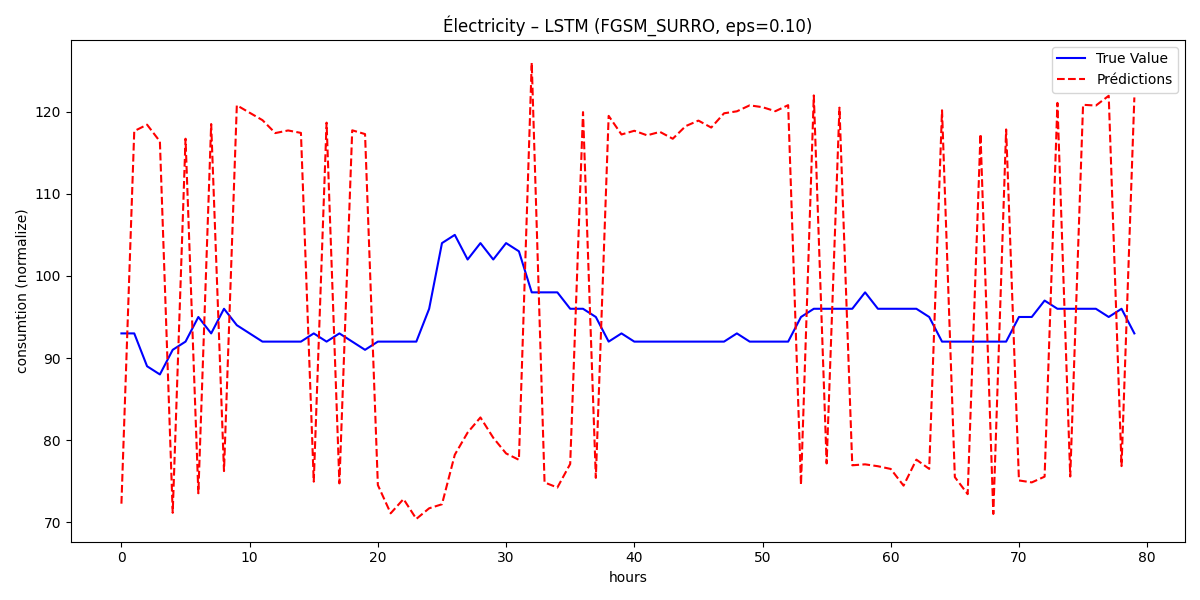 Électricity – LSTM (FGSM_SURRO, eps=0.10)
True Value
Prédictions
consumtion (normalize)
120
110
100
90
80
70
0 10 20 30 40 50 60 70 80
hours